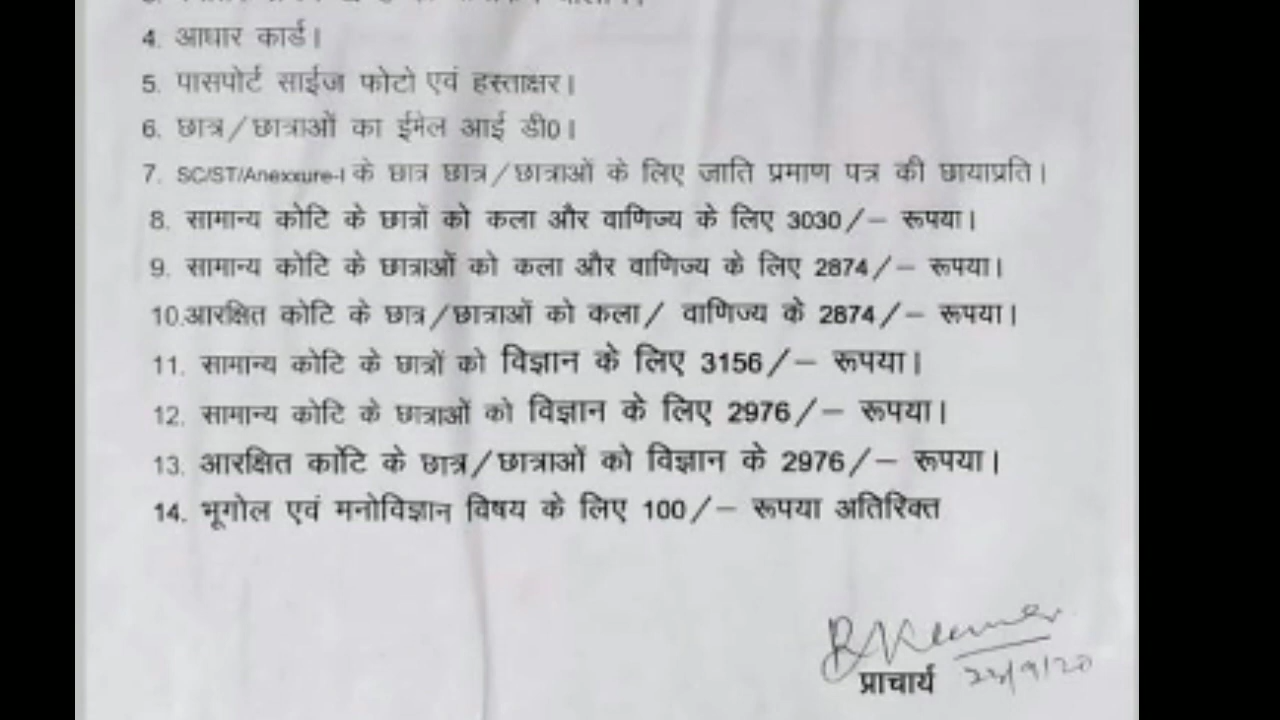 4. आधार कार्ड।
5. पासपोर्ट साईज फोटो एवं हस्ताक्षर।
6. छात्र/छात्राओं का ईमेल आई डी0।
7. SC/ST/Anexxure-I के छात्र छात्र/छात्राओं के लिए जाति प्रमाण पत्र की छायाप्रति।
8. सामान्य कोटि के छात्रों को कला और वाणिज्य के लिए 3030/- रूपया।
9. सामान्य कोटि के छात्राओं को कला और वाणिज्य के लिए 2874/- रूपया।
10.आरक्षित कोटि के छात्र/छात्राओं को कला/ वाणिज्य के 2874/- रूपया।
11. सामान्य कोटि के छात्रों को विज्ञान के लिए 3156/- रूपया।
12. सामान्य कोटि के छात्राओं को विज्ञान के लिए 2976/- रूपया।
13. आरक्षित कोटि के छात्र/छात्राओं को विज्ञान के 2976/- रूपया।
14. भूगोल एवं मनोविज्ञान विषय के लिए 100/- रूपया अतिरिक्त
RKumar
प्राचार्य